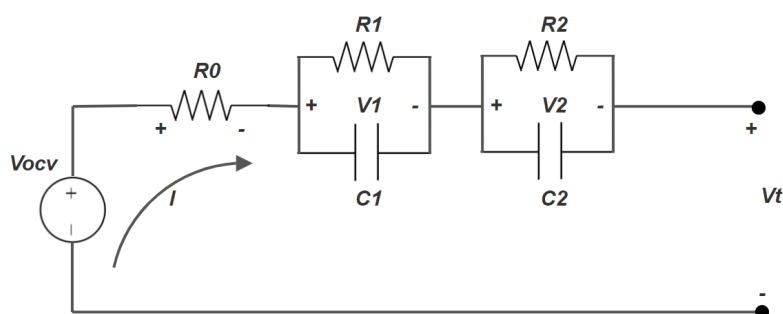 R1
R2
R0
+ V1 -
+ V2 -
+ -
+
Vocv
+
-
I
C1
C2
Vt
-